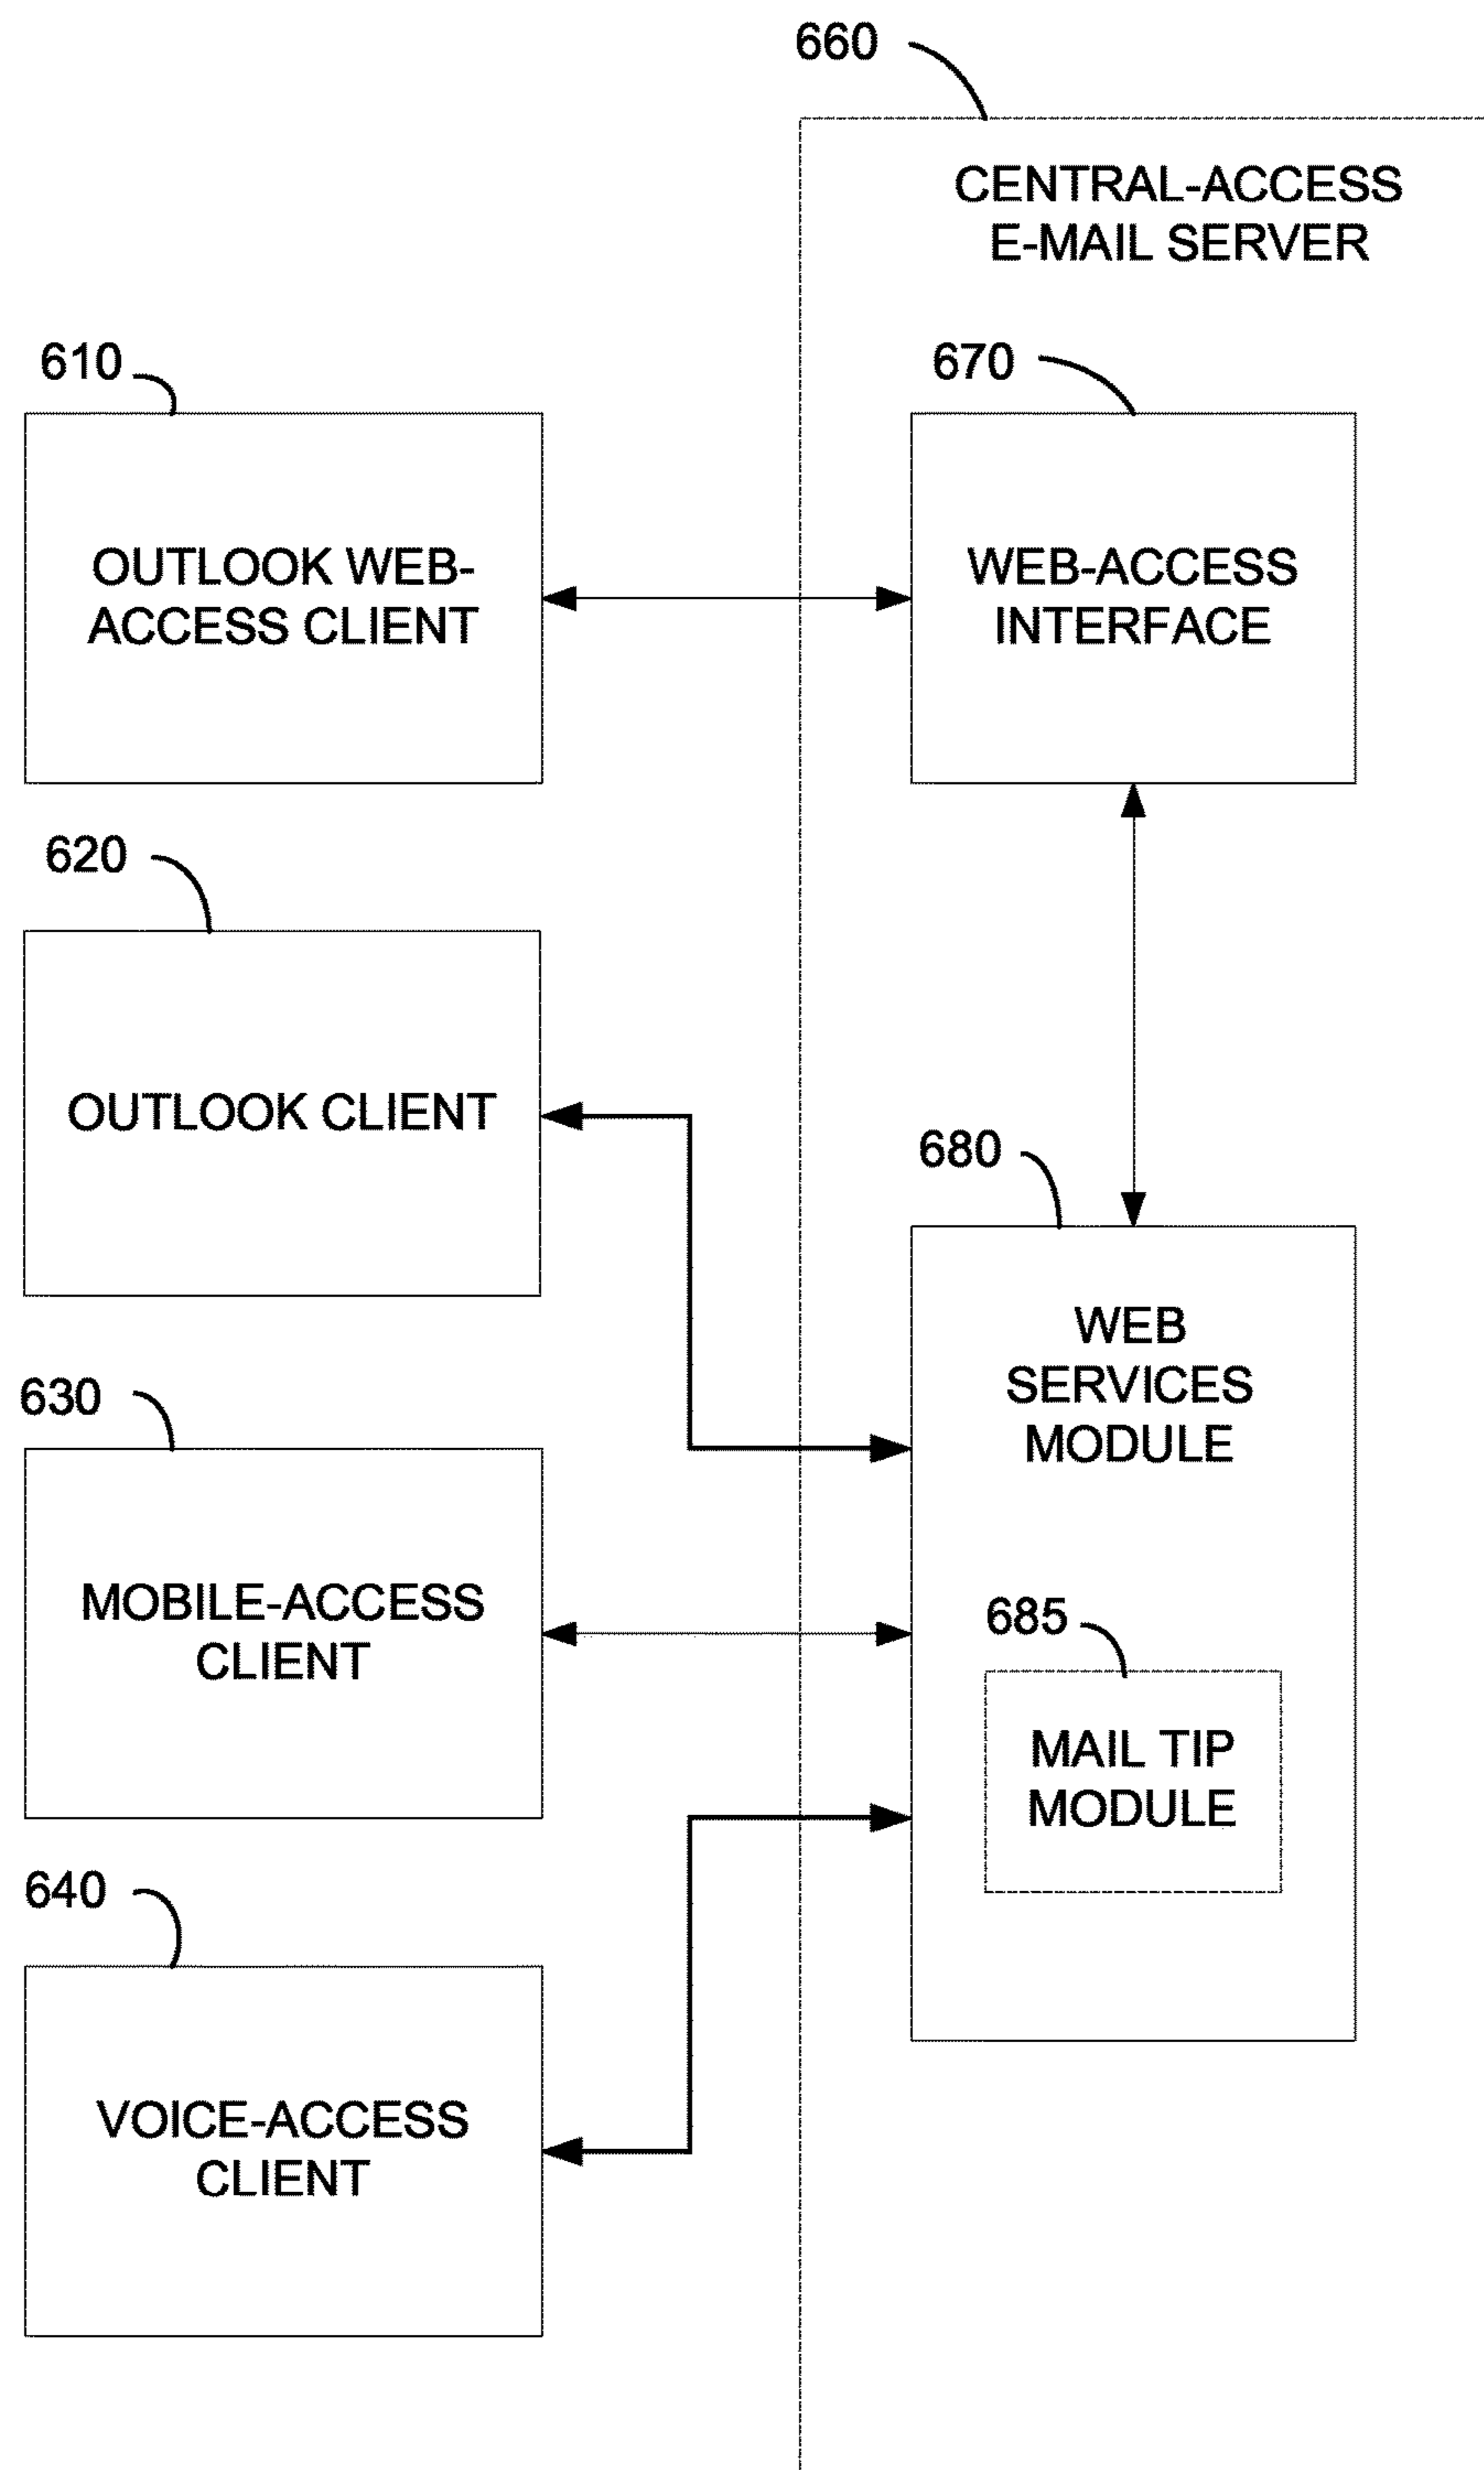 660
CENTRAL-ACCESS
E-MAIL SERVER
610
670
OUTLOOK WEB-
ACCESS CLIENT
WEB-ACCESS
INTERFACE
620
OUTLOOK CLIENT
680
WEB
SERVICES
MODULE
630
MOBILE-ACCESS
CLIENT
685
MAIL TIP
MODULE
640
VOICE-ACCESS
CLIENT